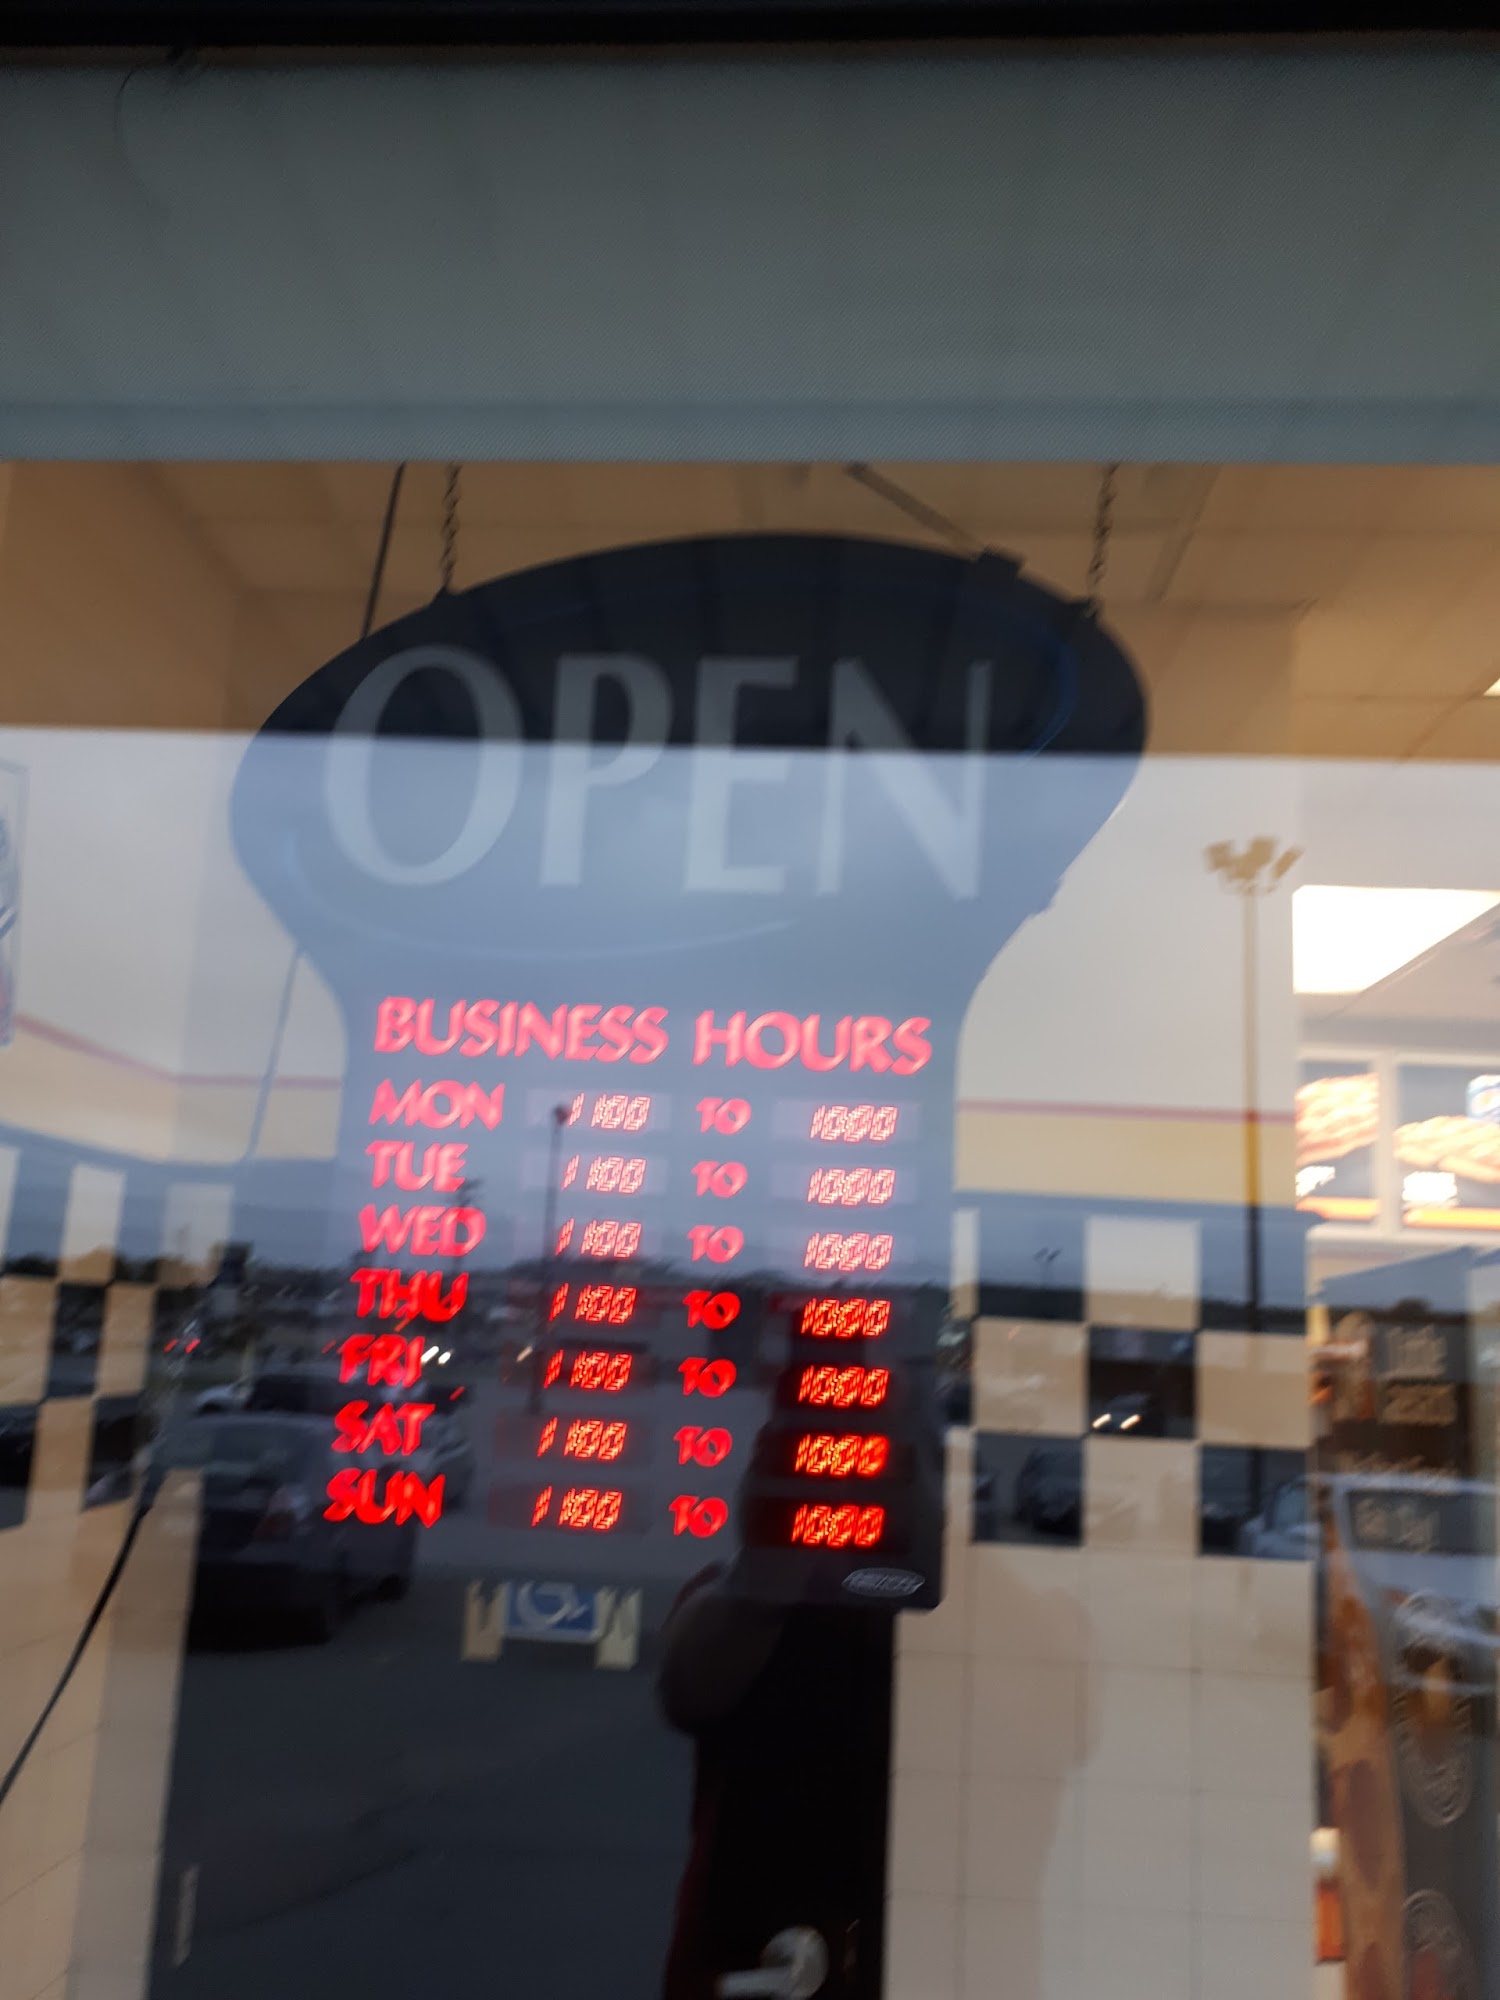 OPEN
BUSINESS HOURS
MON 1100 TO 1000
TUE 1100 TO 1000
WED 1100 TO 1000
THU 1100 TO 1000
FRI 1100 TO 1000
SAT 1100 TO 1000
SUN 1100 TO 1000